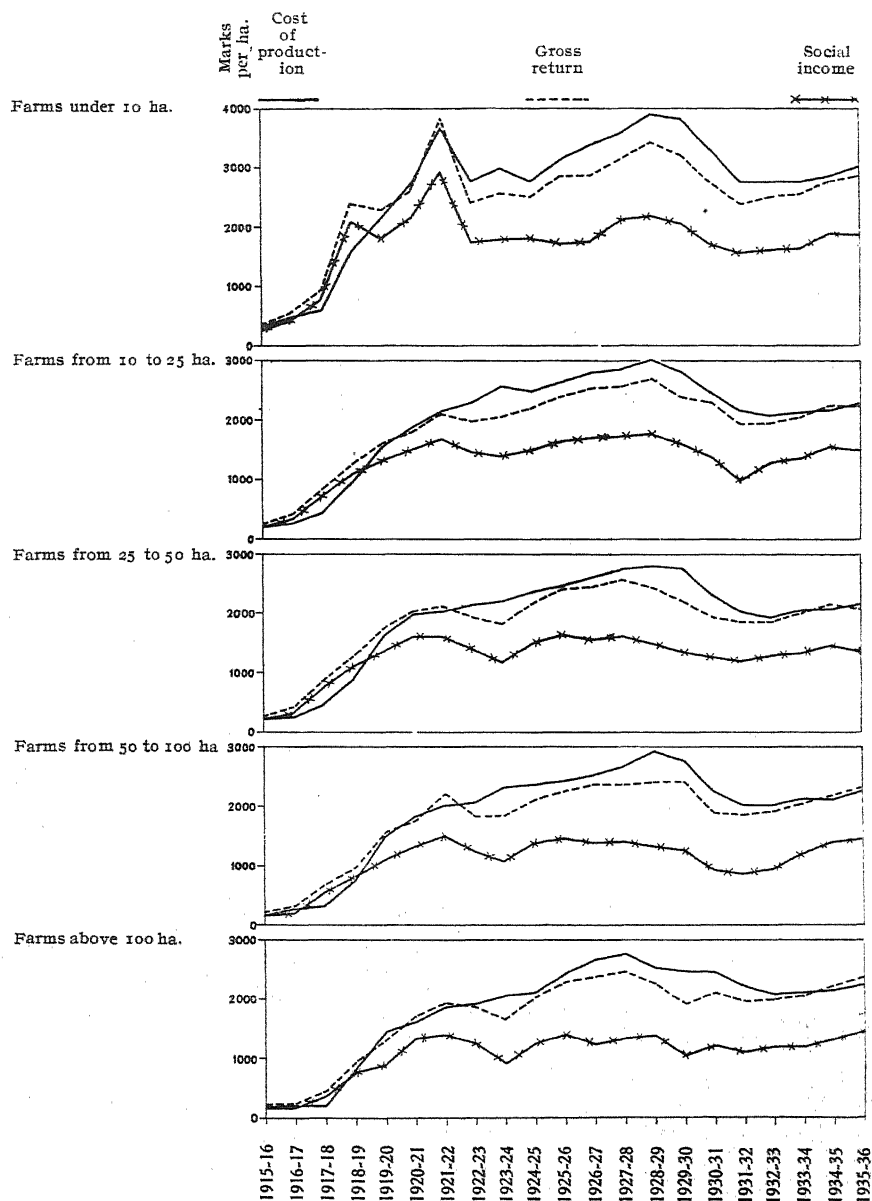 Marks
per ha.
Cost
of
product-
ion
Gross
return
Social
income
Farms under 10 ha.
4000
3000
2000
1000
0
Farms from 10 to 25 ha.
3000
2000
1000
0
Farms from 25 to 50 ha.
3000
2000
1000
0
Farms from 50 to 100 ha
3000
2000
1000
0
Farms above 100 ha.
3000
2000
1000
0
1915-16
1916-17
1917-18
1918-19
1919-20
1920-21
1921-22
1922-23
1923-24
1924-25
1925-26
1926-27
1927-28
1928-29
1929-30
1930-31
1931-32
1932-33
1933-34
1934-35
1935-36